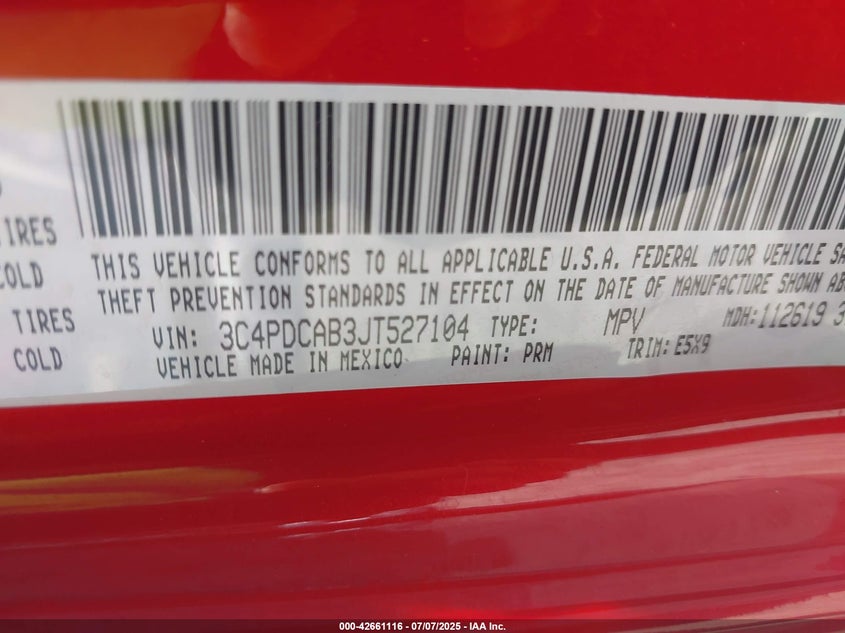 TIRES
COLD
TIRES
COLD
THIS VEHICLE CONFORMS TO ALL APPLICABLE U.S.A. FEDERAL MOTOR VEHICLE SA
THEFT PREVENTION STANDARDS IN EFFECT ON THE DATE OF MANUFACTURE SHOWN AB
VIN: 3C4PDCAB3JT527104 TYPE: MPV MDH:112619 3
VEHICLE MADE IN MEXICO PAINT: PRM TRIM: E5X9
000-42661116 | 07/07/2025 - IAA Inc.